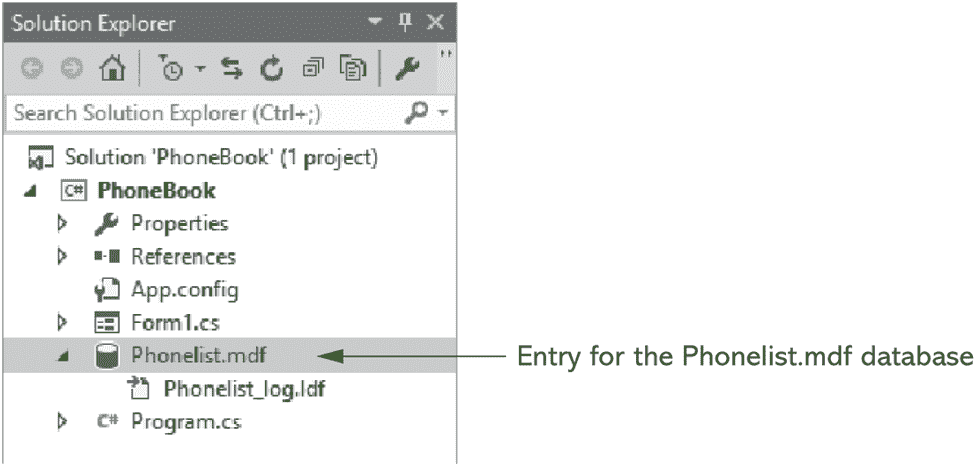 Solution Explorer
Search Solution Explorer (Ctrl+;)
Solution 'PhoneBook' (1 project)
C# PhoneBook
Properties
References
App.config
Form1.cs
Phonelist.mdf
Entry for the Phonelist.mdf database
Phonelist_log.ldf
C# Program.cs